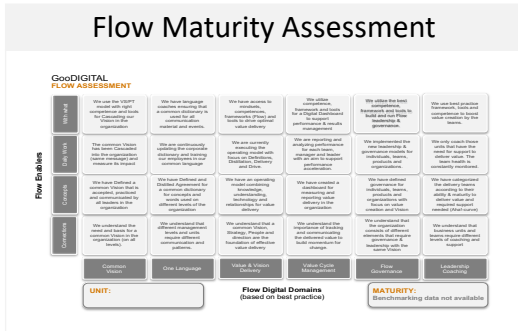 Flow Maturity Assessment
GooDIGITAL
FLOW ASSESSMENT
Flow Enablers
With what
We use the VS/PT
model with right
competence and tools
for Cascading our
Vision in the
organization
We have language
coaches ensuring that
a common dictionary is
used for all
communication
material and events.
We have access to
mindsets,
competences,
frameworks (Flow) and
tools to drive optimal
value delivery
We utilize
competence,
framework and tools
for a Digital Dashboard
to support
performance & results
management
We utilize the best
competence,
framework and tools to
build and run Flow
leadership &
governance.
We use best practice
framework, tools and
competence to boost
value creation by the
teams.
Daily Work
The common Vision
has been Cascaded
into the organization
(same message) and
measure its impact
We are continuously
updating the corporate
dictionary and training
our employees in our
common language
We are currently
executing the
operating model with
focus on Definitions,
Distillation, Delivery
and Drive.
We are reporting and
analyzing performance
for each team,
manager and leader
with an aim to support
performance
acceleration.
We implemented the
new leadership &
governance models for
individuals, teams,
products and
organizations.
We only coach those
units that have the
need for support to
deliver value. The
team health is
constantly monitored.
Concepts
We have Defined a
common Vision that is
accepted, practiced
and communicated by
all leaders in the
organization
We have Defined and
Distilled Agreement for
a common dictionary
for concepts and
words used on
different levels of the
organization
We have an operating
model combining
knowledge,
understanding,
technology and
relationships for value
delivery
We have created a
dashboard for
measuring and
reporting value
delivery in the
organization
We have defined
governance for
individuals, teams,
products and
organizations with
focus on value
creation and Vision
We have categorized
the delivery teams
according to their
ability & maturity to
deliver value and
required support
needed (Ahot curve)
We understand the
need and basis for a
common Vision in the
organization (on all
levels).
We understand that
different management
levels and units
require different
communication and
patterns.
We understand that a
common Vision,
Strategy, People and
direction are the
foundation of effective
value delivery
We understand the
importance of tracking
and communicating
the delivered value to
build momentum for
change.
We understand that
the organization
consists of different
elements that require
governance &
leadership with the
same Vision
We understand that
business units and
teams require different
levels of coaching and
support
Common
Vision
One Language
Value & Vision
Delivery
Value Cycle
Management
Flow
Governance
Leadership
Coaching
UNIT:
Flow Digital Domains
(based on best practice)
MATURITY:
Benchmarking data not available